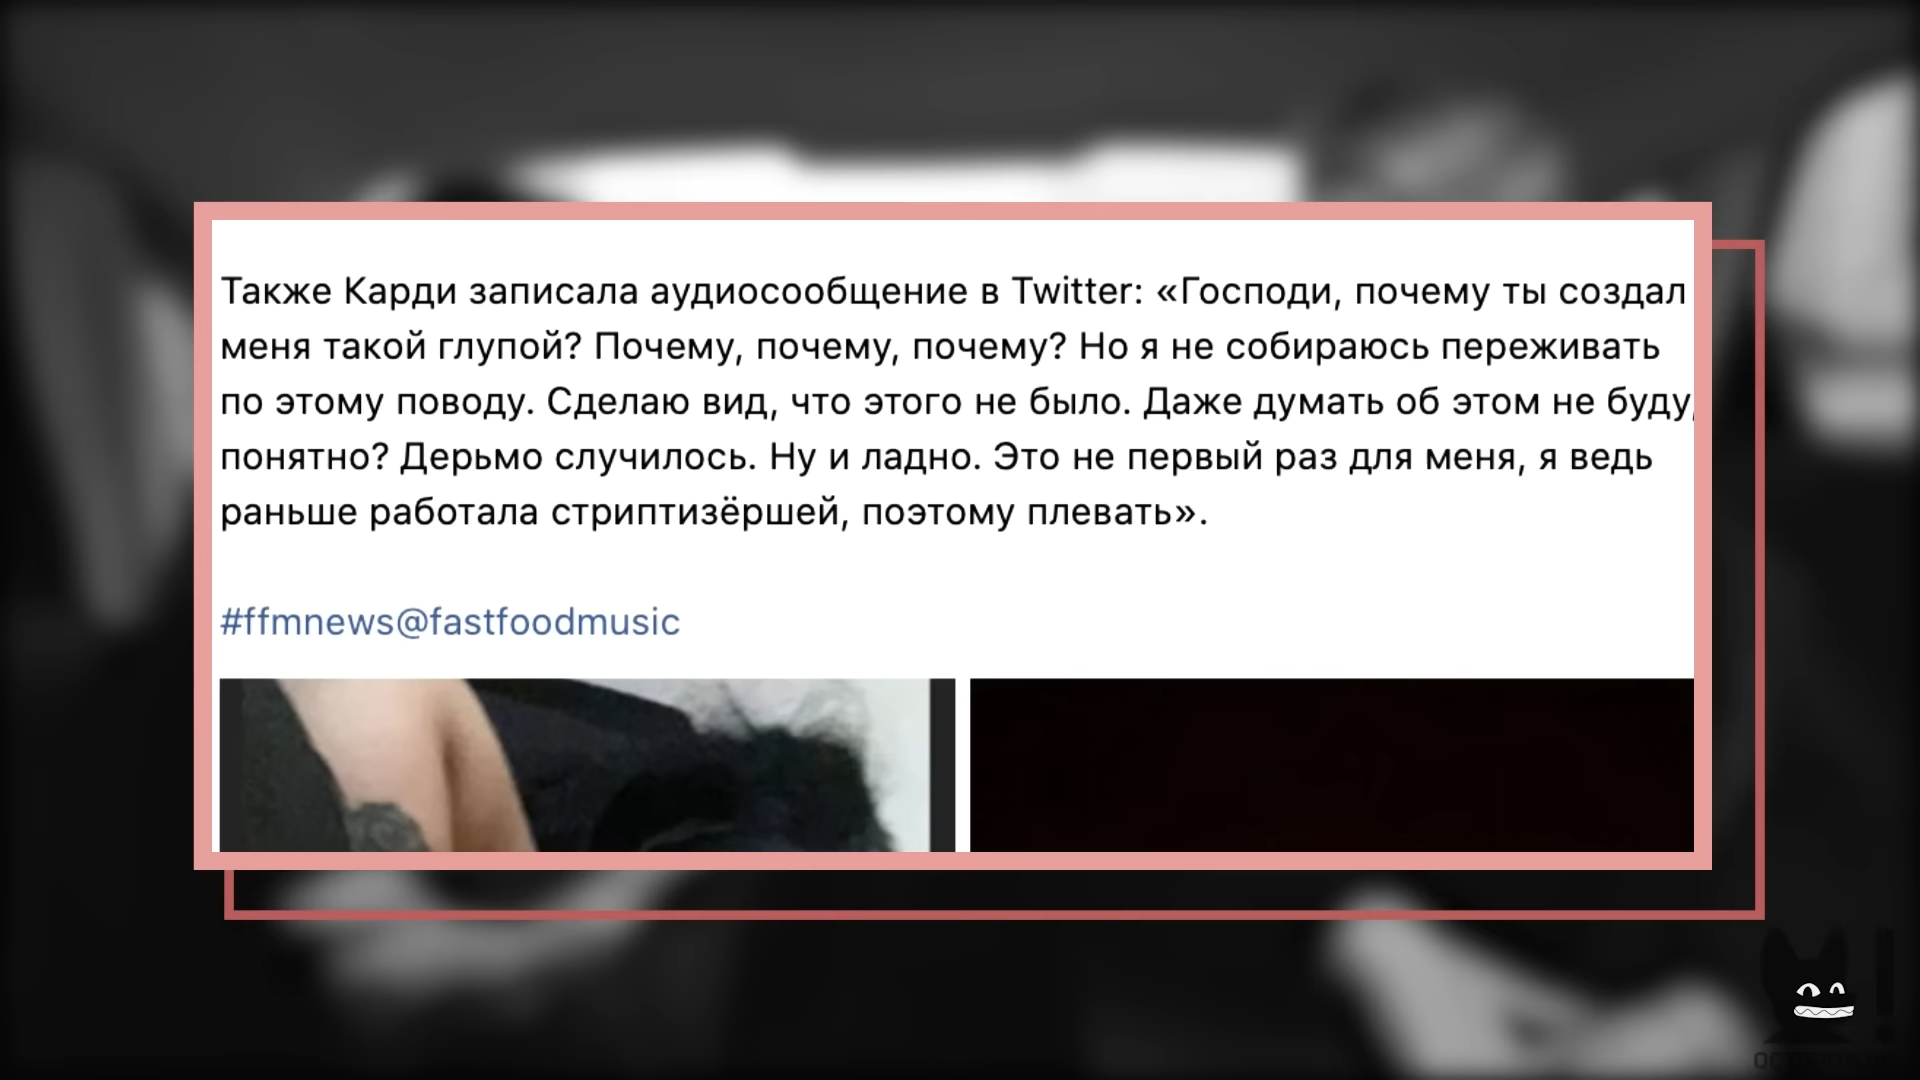 Также Карди записала аудиосообщение в Twitter: «Господи, почему ты создал
меня такой глупой? Почему, почему, почему? Но я не собираюсь переживать
по этому поводу. Сделаю вид, что этого не было. Даже думать об этом не буду,
понятно? Дерьмо случилось. Ну и ладно. Это не первый раз для меня, я ведь
раньше работала стриптизёршей, поэтому плевать».
#ffmnews@fastfoodmusic